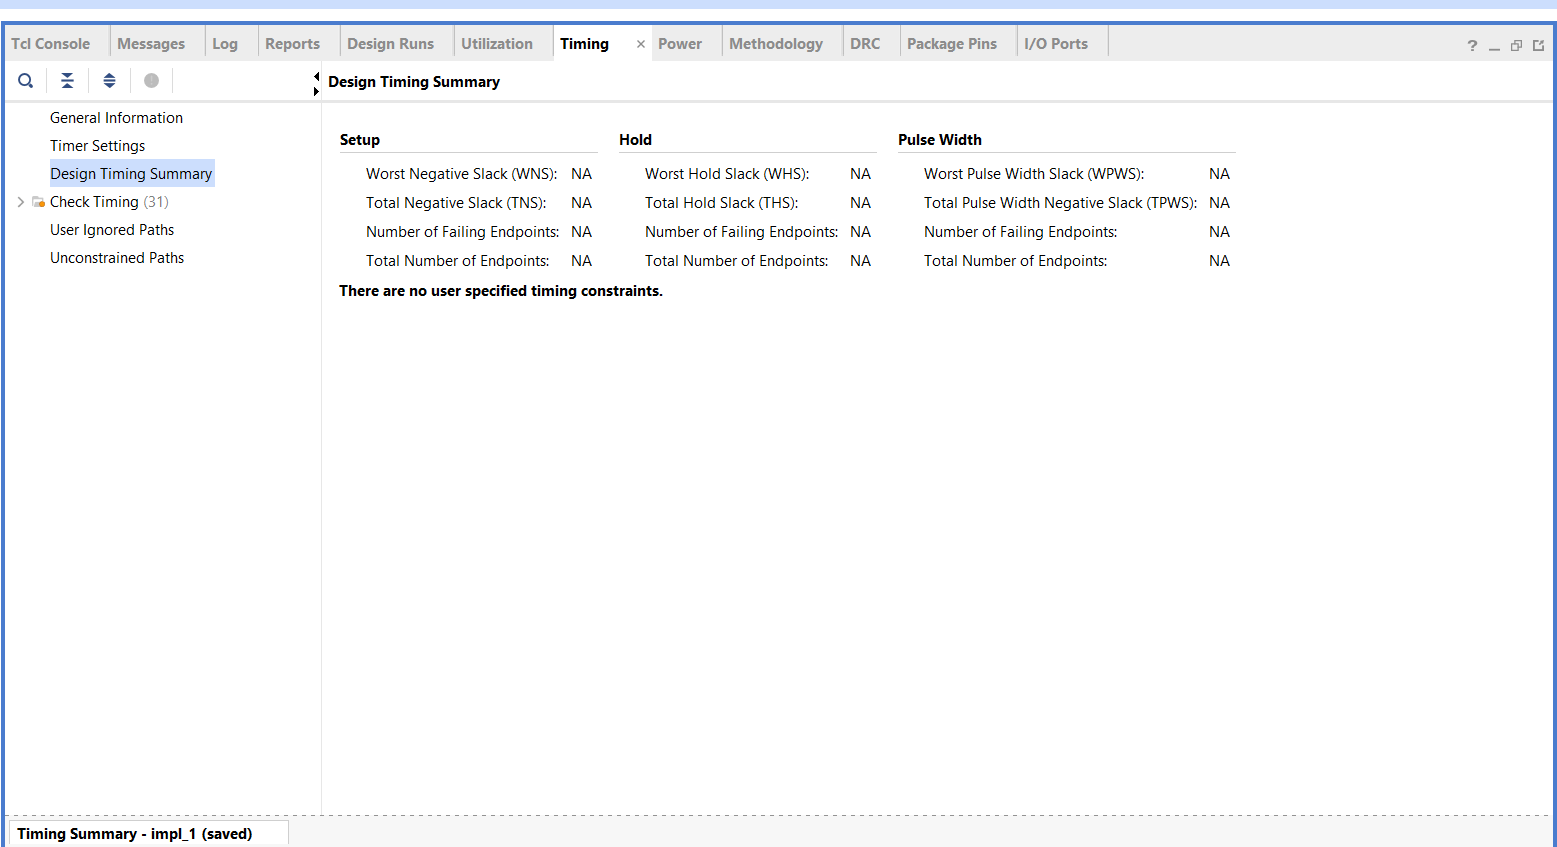 Tcl Console Messages Log Reports Design Runs Utilization Timing × Power Methodology DRC Package Pins I/O Ports ?
Design Timing Summary
General Information
Timer Settings
Design Timing Summary
Check Timing (31)
User Ignored Paths
Unconstrained Paths
Setup Hold Pulse Width
Worst Negative Slack (WNS): NA Worst Hold Slack (WHS): NA Worst Pulse Width Slack (WPWS): NA
Total Negative Slack (TNS): NA Total Hold Slack (THS): NA Total Pulse Width Negative Slack (TPWS): NA
Number of Failing Endpoints: NA Number of Failing Endpoints: NA Number of Failing Endpoints: NA
Total Number of Endpoints: NA Total Number of Endpoints: NA Total Number of Endpoints: NA
There are no user specified timing constraints.
Timing Summary - impl_1 (saved)